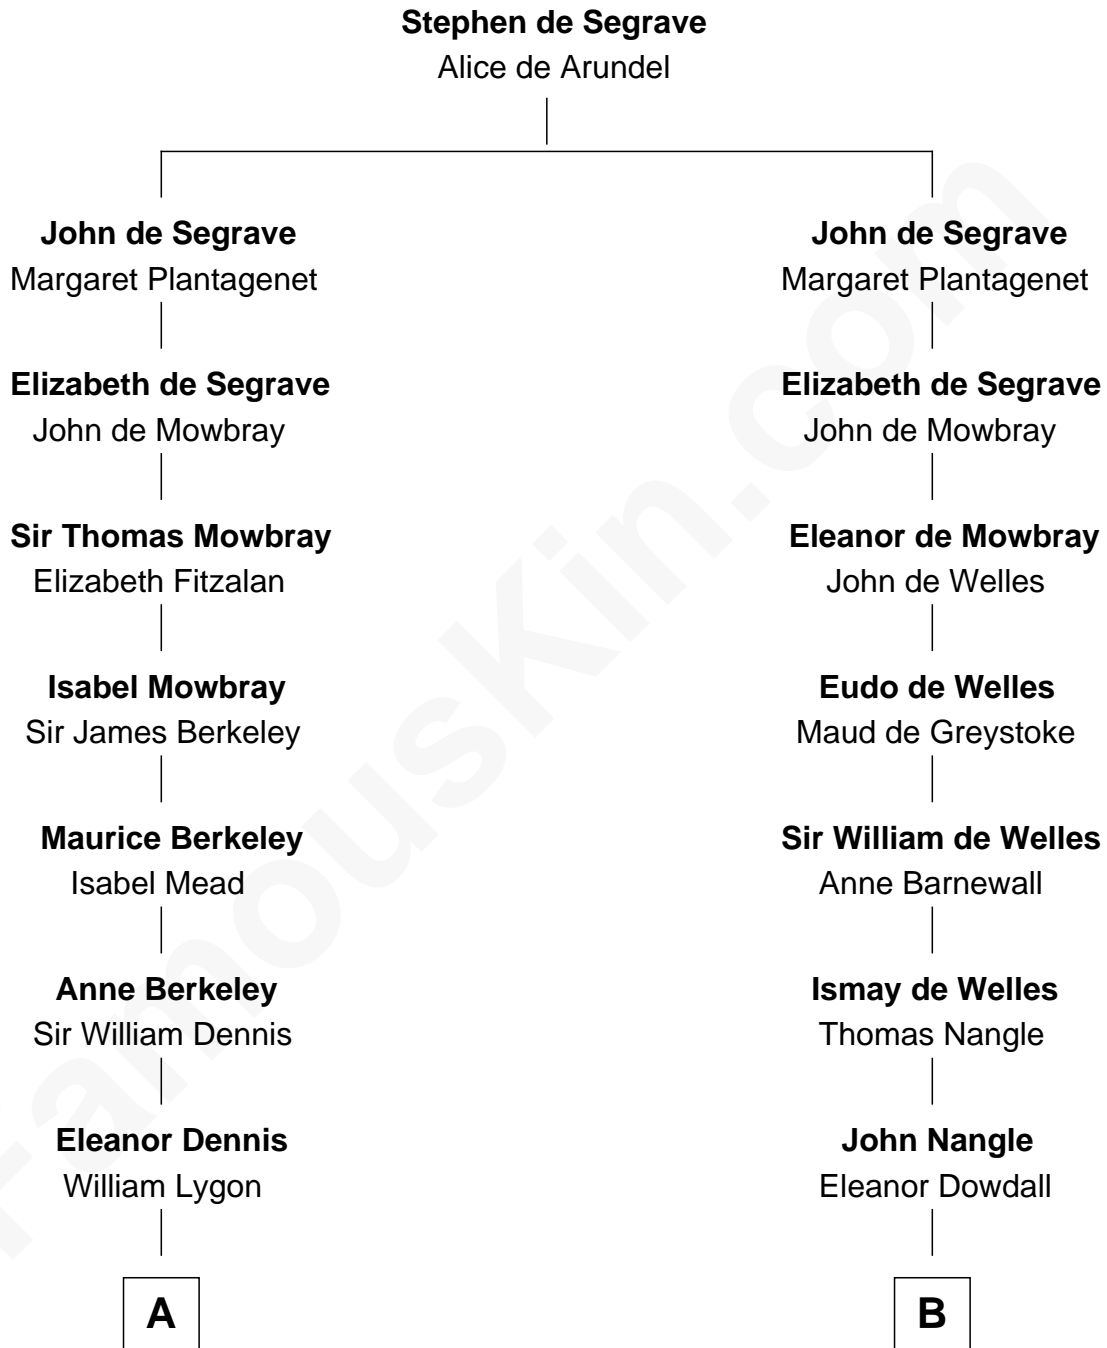 Stephen de Segrave
Alice de Arundel
John de Segrave
Margaret Plantagenet
Elizabeth de Segrave
John de Mowbray
Sir Thomas Mowbray
Elizabeth Fitzalan
Isabel Mowbray
Sir James Berkeley
Maurice Berkeley
Isabel Mead
Anne Berkeley
Sir William Dennis
Eleanor Dennis
William Lygon
A
John de Segrave
Margaret Plantagenet
Elizabeth de Segrave
John de Mowbray
Eleanor de Mowbray
John de Welles
Eudo de Welles
Maud de Greystoke
Sir William de Welles
Anne Barnewall
Ismay de Welles
Thomas Nangle
John Nangle
Eleanor Dowdall
B
FamousKin.com